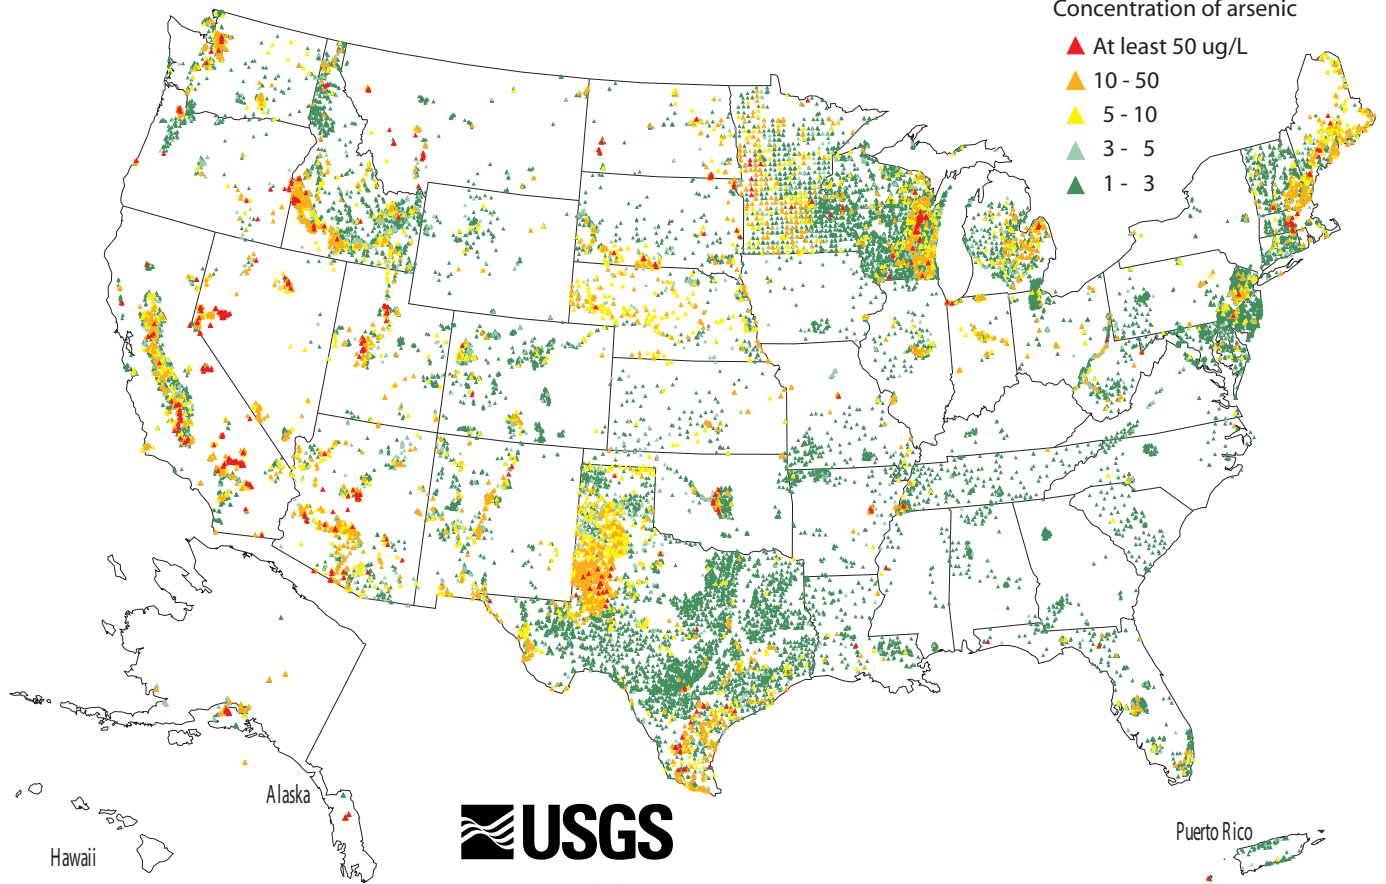 Concentration of arsenic
At least 50 ug/L
10 - 50
5 - 10
3 - 5
1 - 3
Alaska
USGS
Hawaii
Puerto Rico